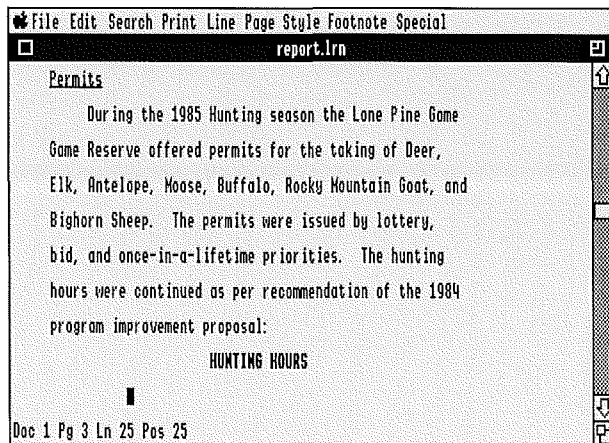 File Edit Search Print Line Page Style Footnote Special
report.lrn
Permits
During the 1985 Hunting season the Lone Pine Game
Game Reserve offered permits for the taking of Deer,
Elk, Antelope, Moose, Buffalo, Rocky Mountain Goat, and
Bighorn Sheep. The permits were issued by lottery,
bid, and once-in-a-lifetime priorities. The hunting
hours were continued as per recommendation of the 1984
program improvement proposal:
HUNTING HOURS
Doc 1 Pg 3 Ln 25 Pos 25